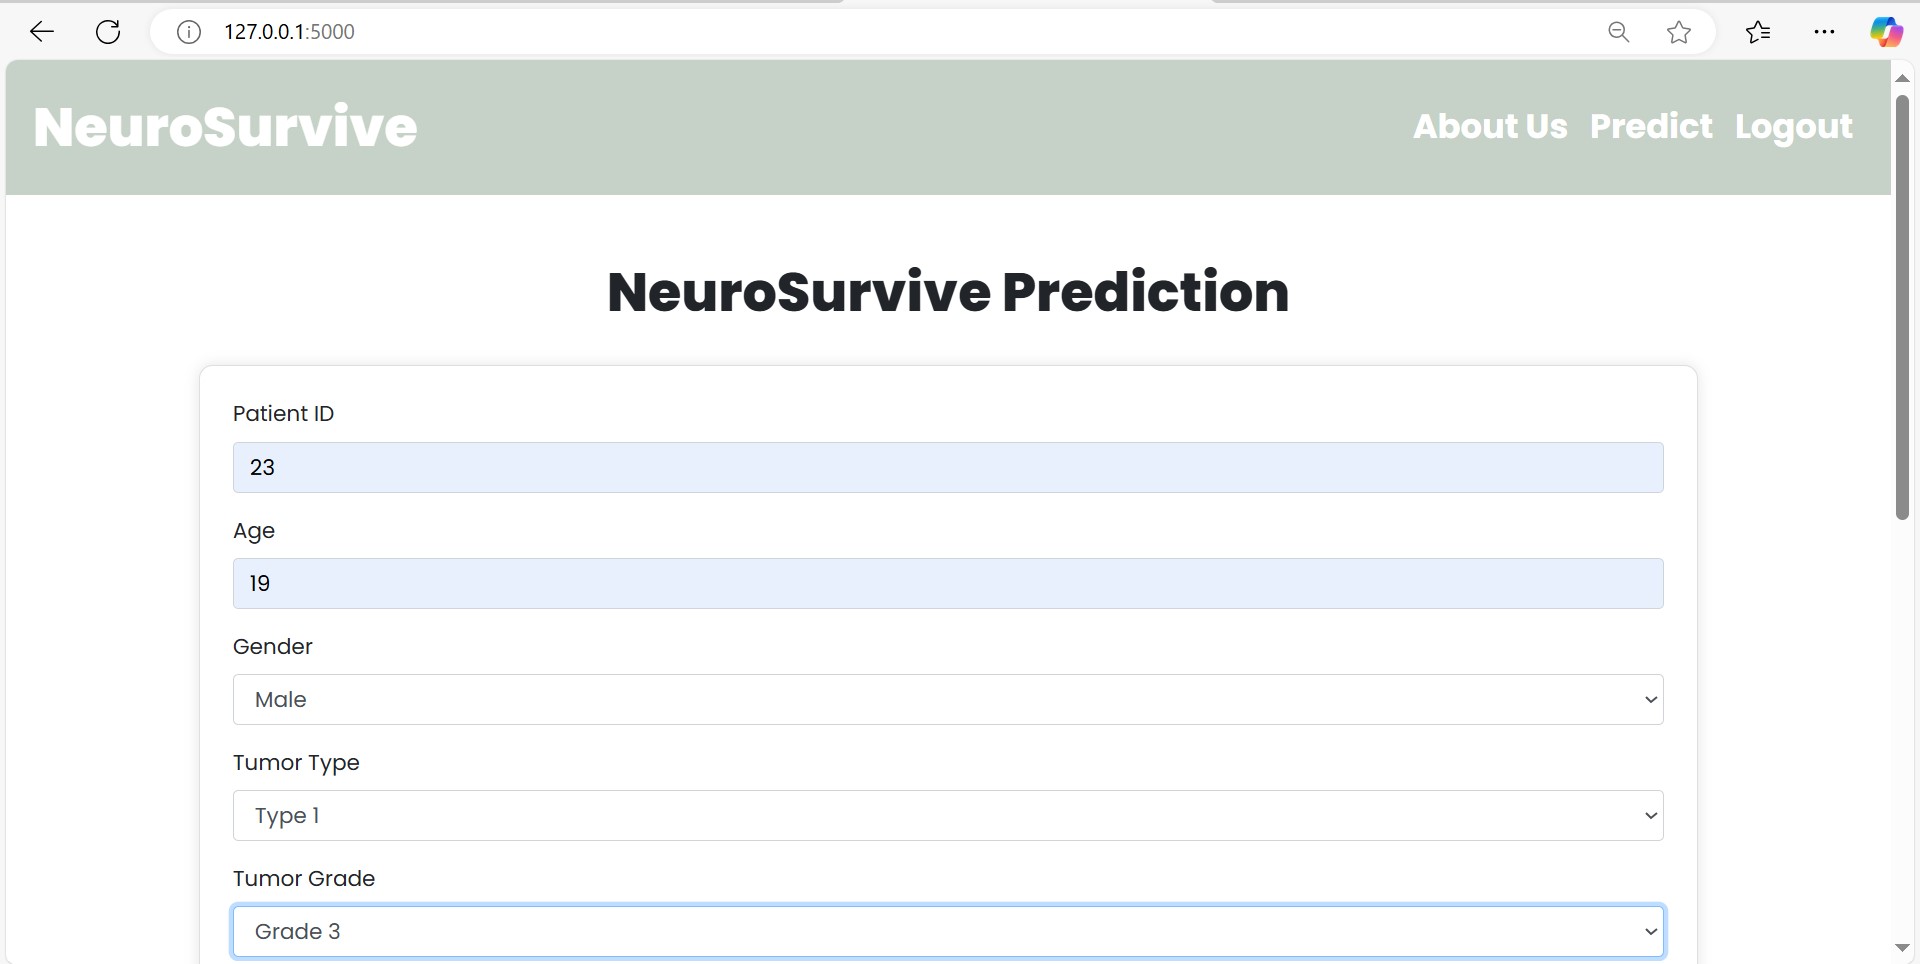 127.0.0.1:5000
NeuroSurvive
About Us Predict Logout
NeuroSurvive Prediction
Patient ID
23
Age
19
Gender
Male
Tumor Type
Type 1
Tumor Grade
Grade 3